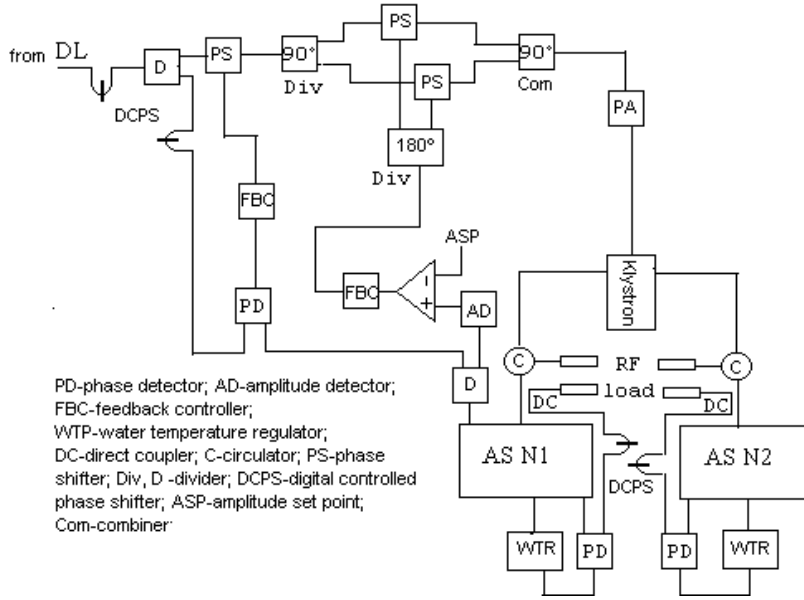 from DL
D
PS
90°
Div
PS
PS
90°
Com
PA
DCPS
180°
Div
FBC
ASP
-
+
FBC
AD
PD
D
Klystron
C
RF
C
load
DC
DC
AS N1
AS N2
DCPS
WTR
PD
PD
WTR
PD-phase detector; AD-amplitude detector;
FBC-feedback controller;
WTP-water temperature regulator;
DC-direct coupler; C-circulator; PS-phase
shifter; Div, D -divider; DCPS-digital controlled
phase shifter; ASP-amplitude set point;
Com-combiner